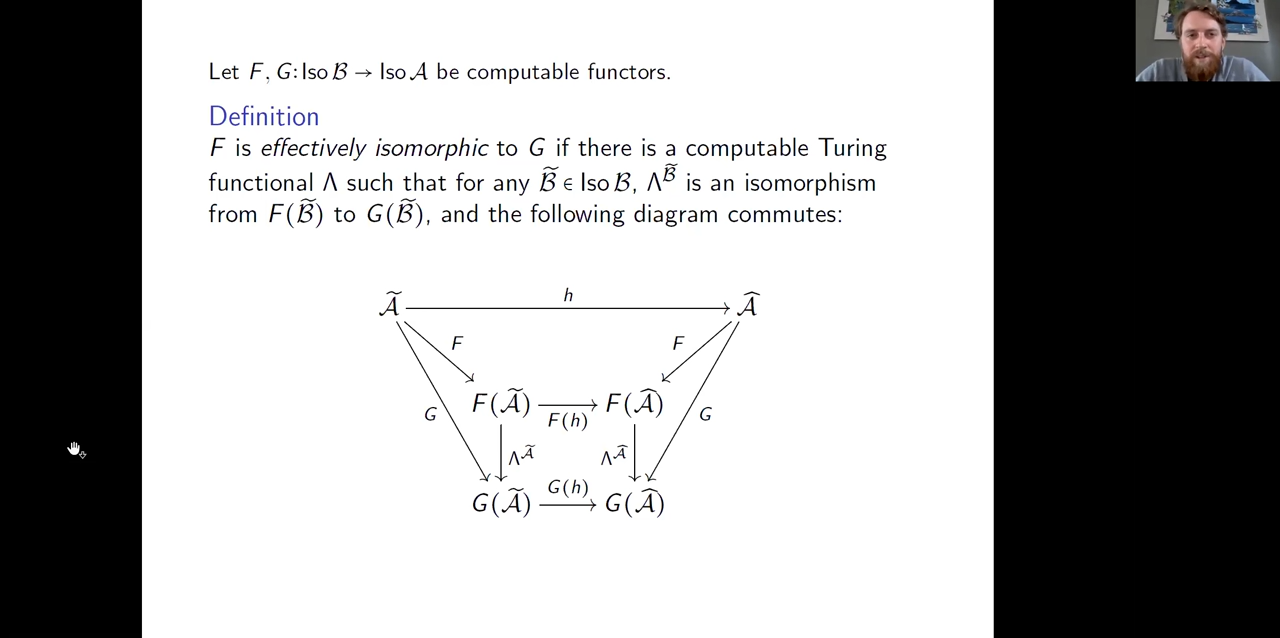 Let F, G: Iso ℬ → Iso 𝒜 be computable functors.
Definition
F is effectively isomorphic to G if there is a computable Turing
functional Λ such that for any ℬ̃ ∈ Iso ℬ, Λ^ℬ̃ is an isomorphism
from F(ℬ̃) to G(ℬ̃), and the following diagram commutes:
𝒜̃ h 𝒜̂
F F
G F(𝒜̃) F(h) F(𝒜̂) G
Λ^𝒜̃ Λ^𝒜̂
G(𝒜̃) G(h) G(𝒜̂)